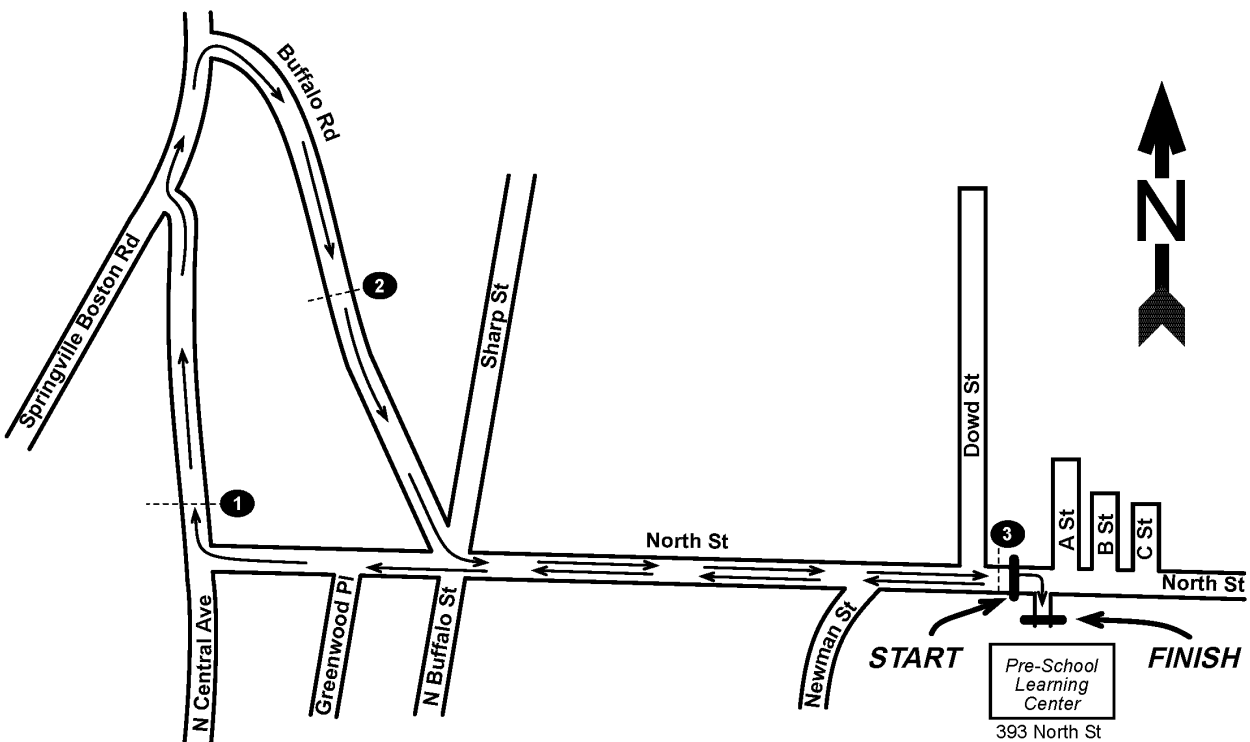 Buffalo Rd
Springville Boston Rd
N
2
Sharp St
Dowd St
1
3
A St
B St
C St
North St
North St
N Central Ave
Greenwood Pl
N Buffalo St
Newman St
START
FINISH
Pre-School
Learning
Center
393 North St